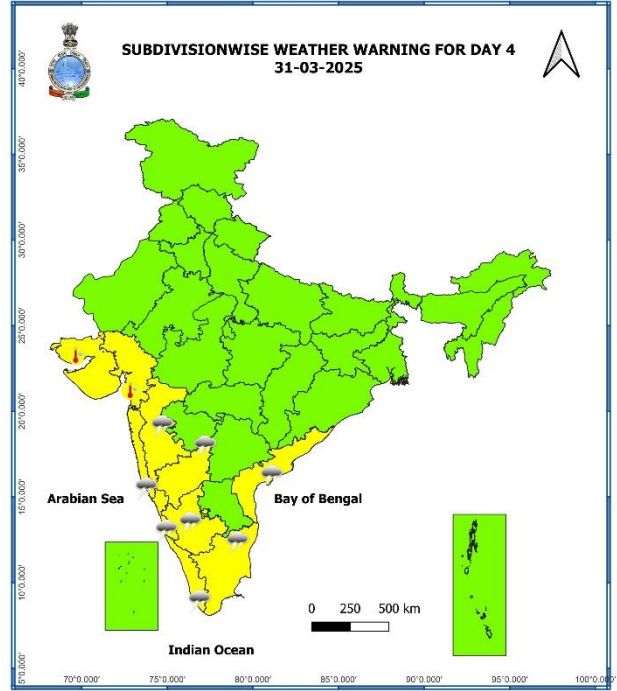 SUBDIVISIONWISE WEATHER WARNING FOR DAY 4
31-03-2025
40°0.000'
35°0.000'
30°0.000'
25°0.000'
20°0.000'
15°0.000'
10°0.000'
5°0.000'
Arabian Sea
Bay of Bengal
0 250 500 km
Indian Ocean
70°0.000' 75°0.000' 80°0.000' 85°0.000' 90°0.000' 95°0.000' 100°0.000'